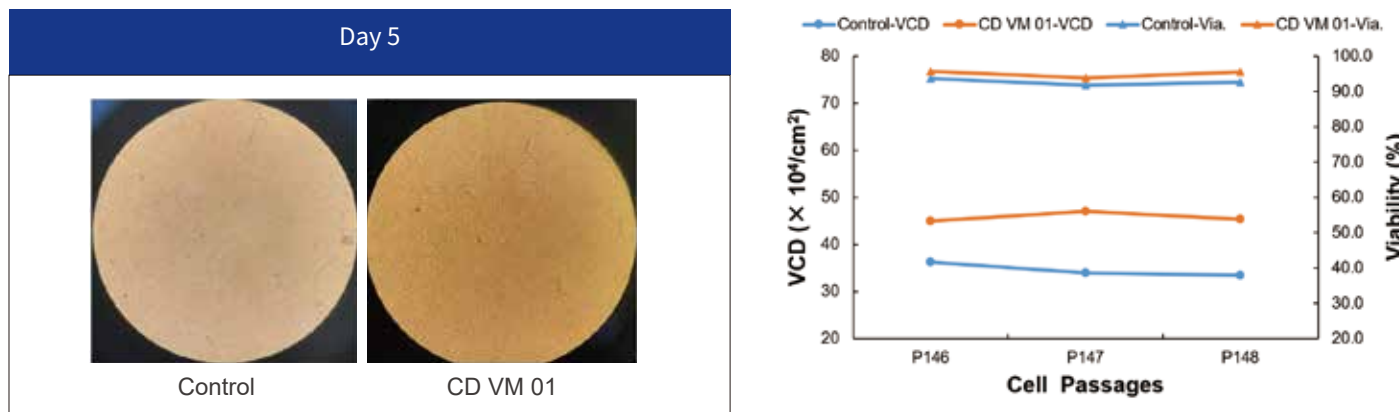 Day 5
Control
CD VM 01
Control-VCD
CD VM 01-VCD
Control-Via.
CD VM 01-Via.
80
70
60
50
40
30
20
VCD (× 10⁴/cm²)
100.0
90.0
80.0
70.0
60.0
50.0
40.0
30.0
20.0
Viability (%)
P146
P147
P148
Cell Passages